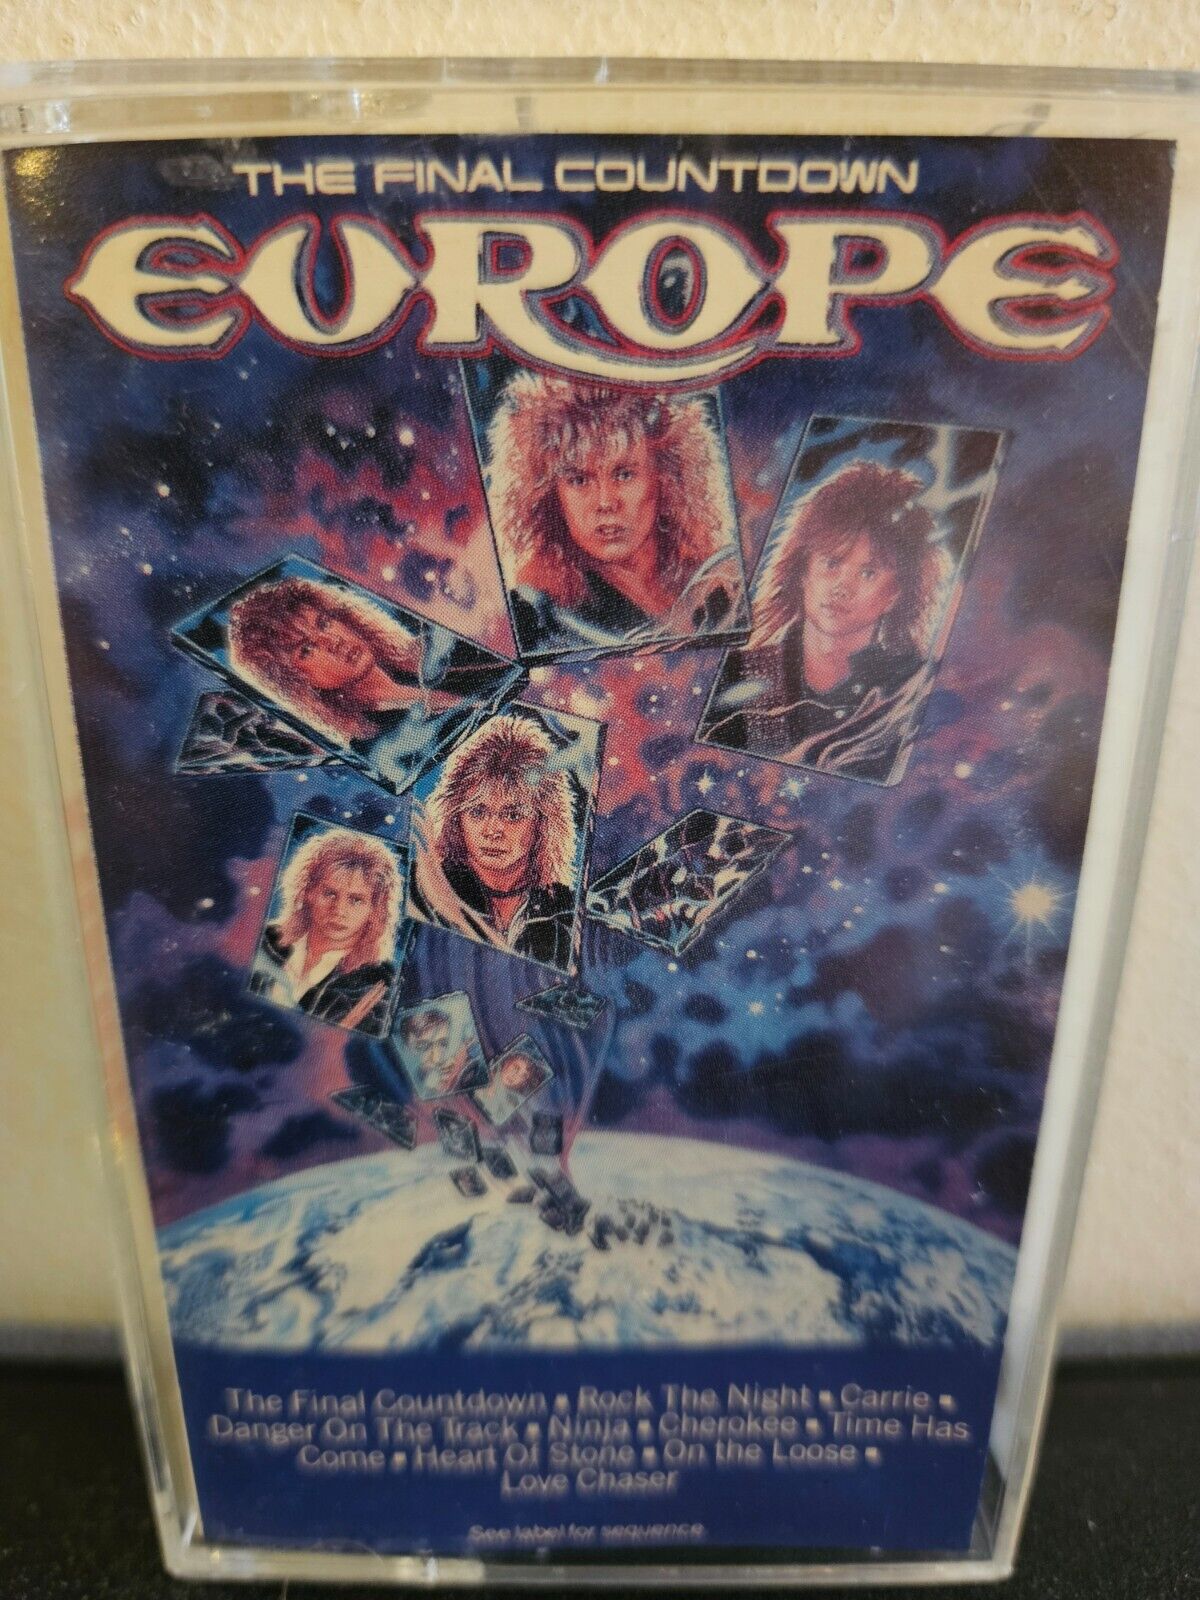 THE FINAL COUNTDOWN
EUROPE
The Final Countdown ▪ Rock The Night ▪ Carrie ▪
Danger On The Track ▪ Ninja ▪ Cherokee ▪ Time Has
Come ▪ Heart Of Stone ▪ On the Loose ▪
Love Chaser
See label for sequence